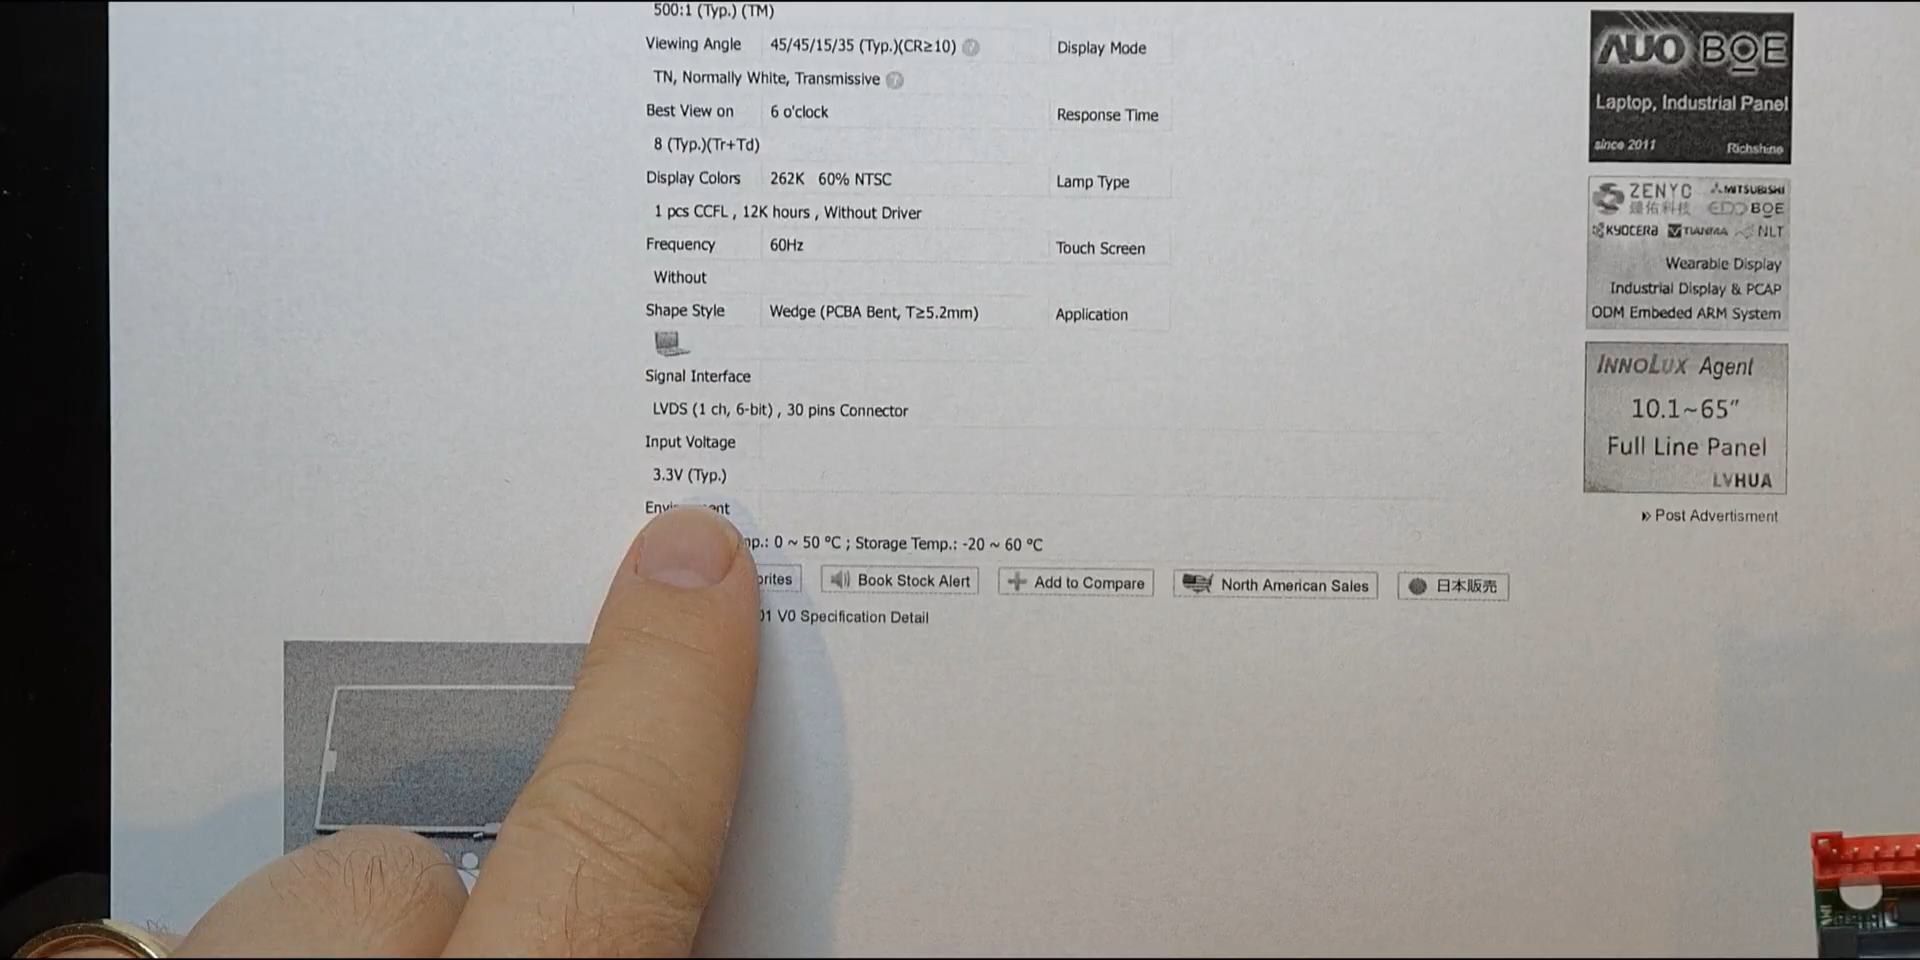 500:1 (Typ.) (TM)
Viewing Angle 45/45/15/35 (Typ.)(CR≥10) Display Mode
TN, Normally White, Transmissive
Best View on 6 o'clock Response Time
8 (Typ.)(Tr+Td)
Display Colors 262K 60% NTSC Lamp Type
1 pcs CCFL , 12K hours , Without Driver
Frequency 60Hz Touch Screen
Without
Shape Style Wedge (PCBA Bent, T≥5.2mm) Application
Signal Interface
LVDS (1 ch, 6-bit) , 30 pins Connector
Input Voltage
3.3V (Typ.)
: 0 ~ 50 °C ; Storage Temp.: -20 ~ 60 °C
Book Stock Alert Add to Compare North American Sales 日本販売
V0 Specification Detail
AUO BOE
Laptop, Industrial Panel
since 2011 Richshine
ZENYC MITSUBISHI
EDO BOE
KYOCERA TIANMA NLT
Wearable Display
Industrial Display & PCAP
ODM Embeded ARM System
INNOLUX Agent
10.1~65"
Full Line Panel
LVHUA
Post Advertisment